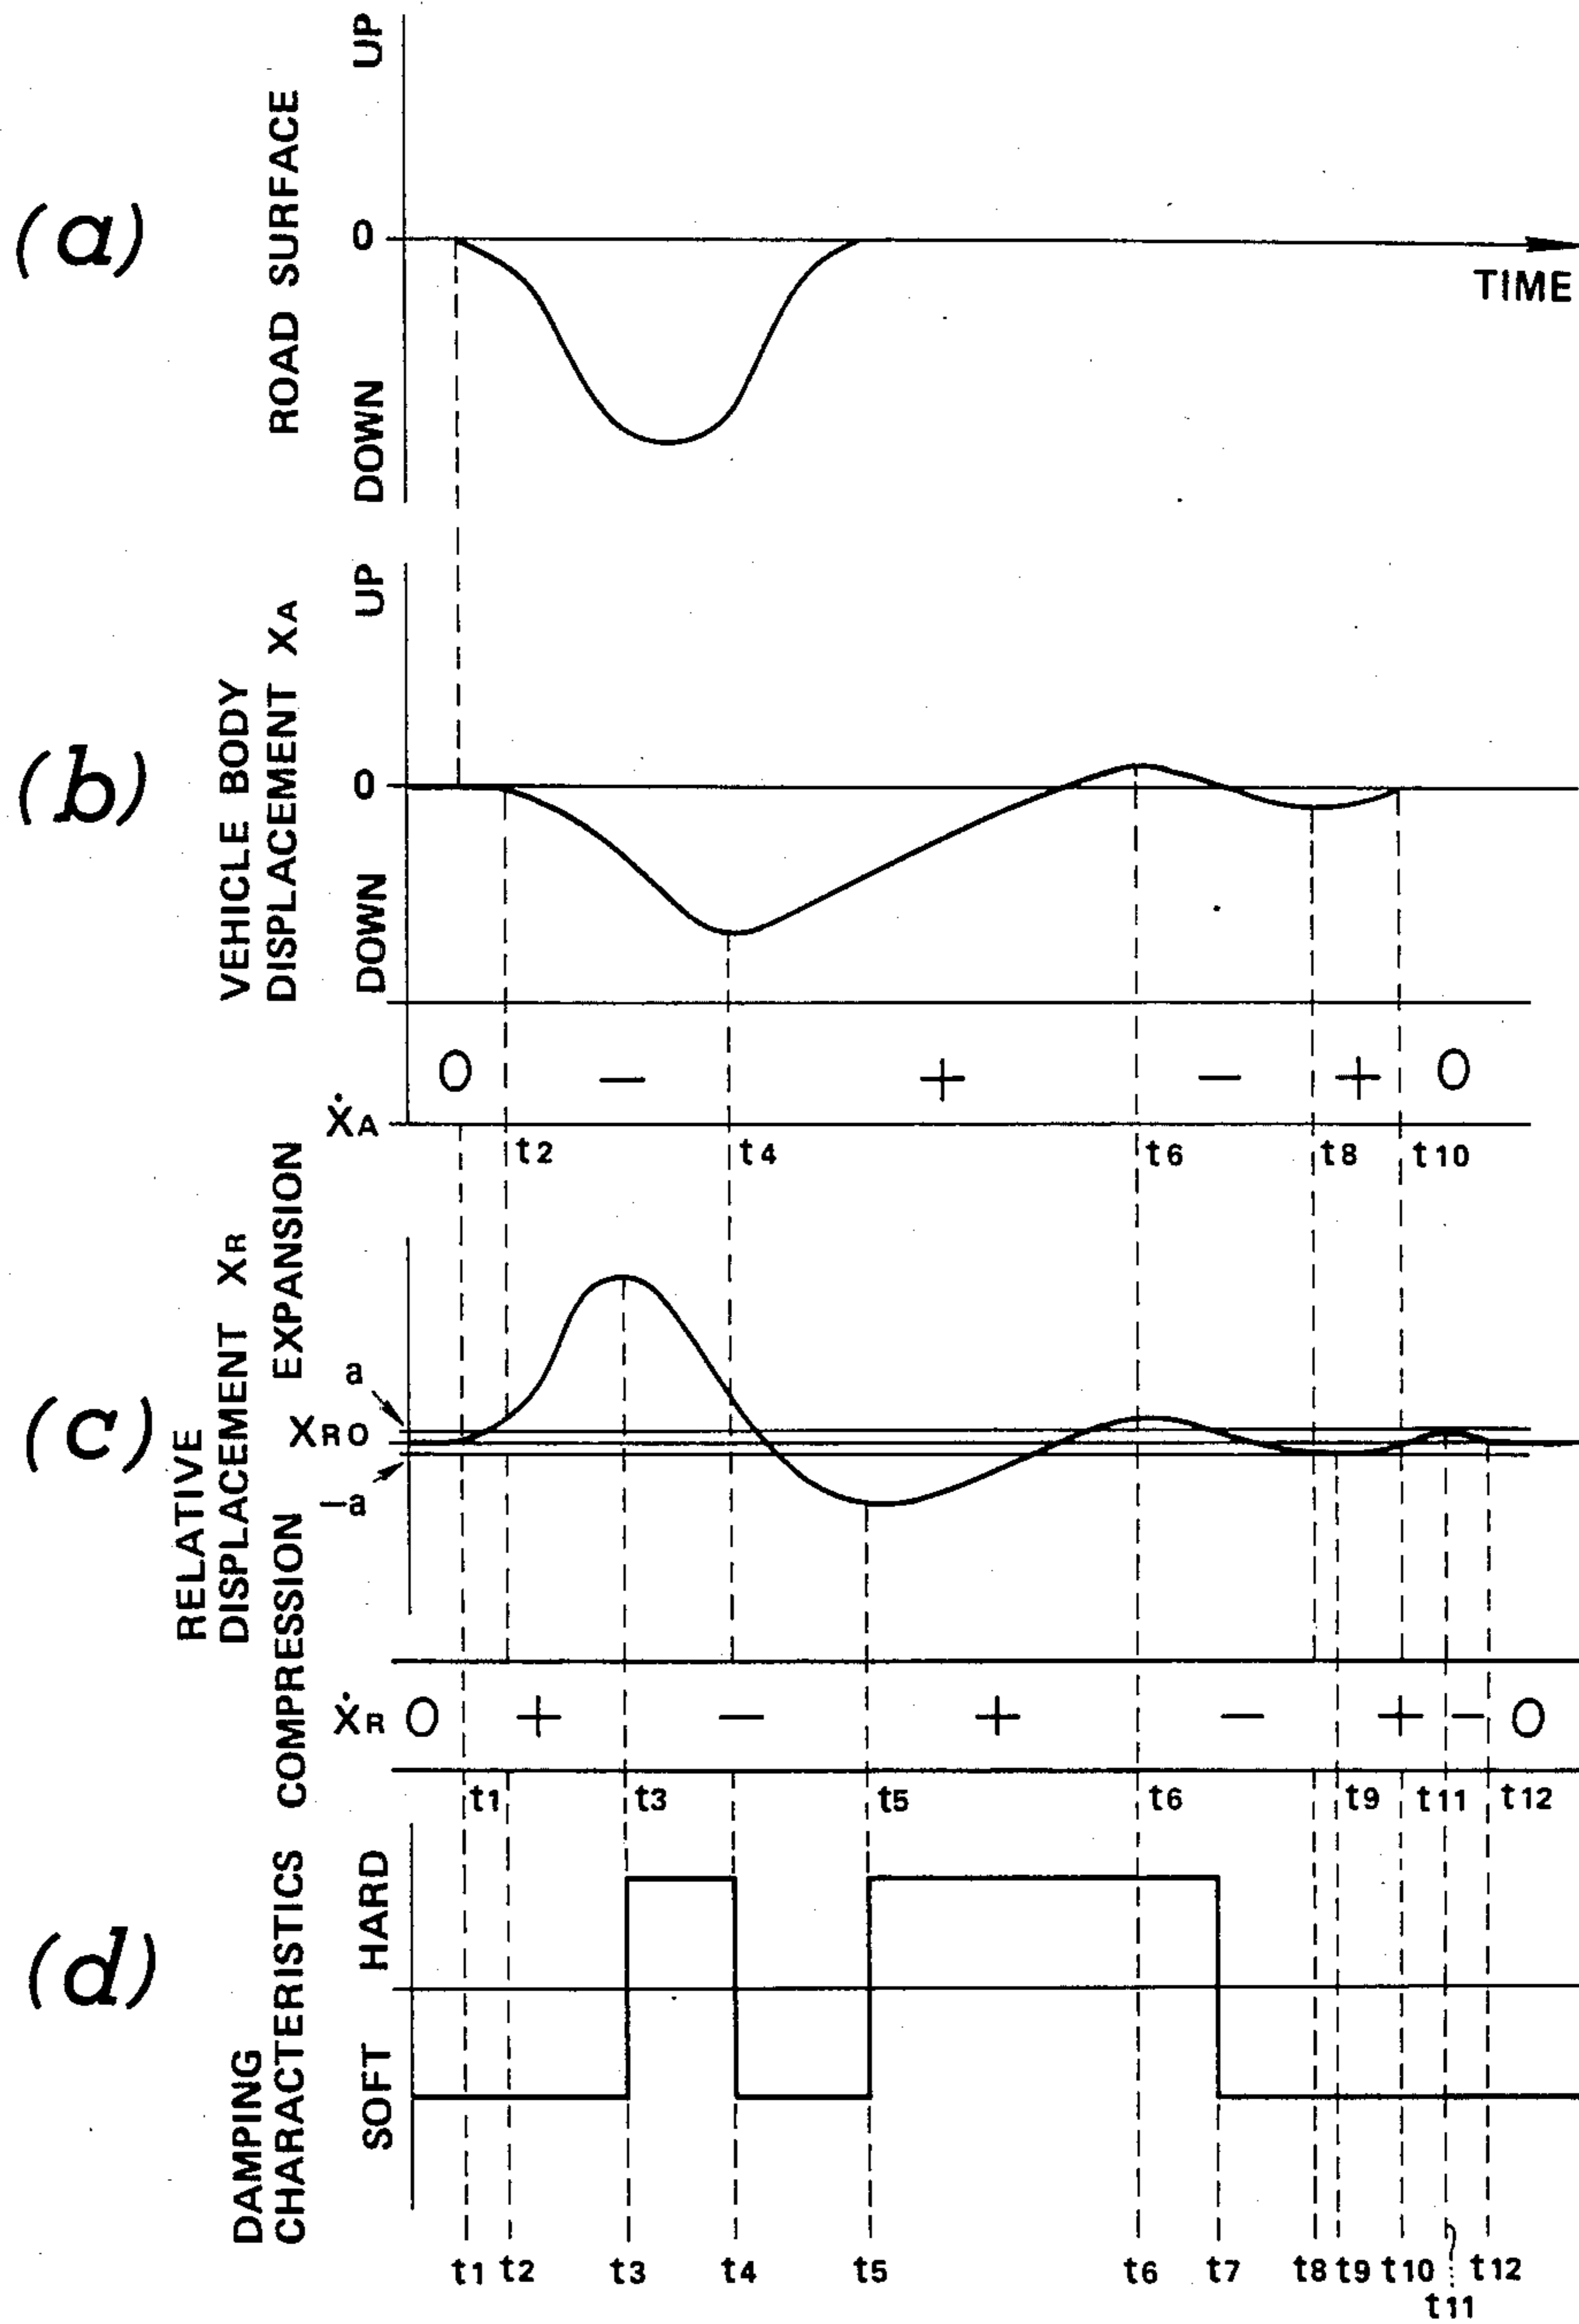 (a)
ROAD SURFACE
UP
0
DOWN
TIME
(b)
VEHICLE BODY
DISPLACEMENT XA
UP
0
DOWN
0 − + − + 0
ẊA
t2 t4 t6 t8 t10
(c)
RELATIVE
DISPLACEMENT XR
COMPRESSION EXPANSION
a
XR0
−a
ẊR 0 + − + − + − 0
t1 t3 t5 t6 t9 t11 t12
(d)
DAMPING
CHARACTERISTICS
HARD
SOFT
t1 t2 t3 t4 t5 t6 t7 t8 t9 t10 t12
t11